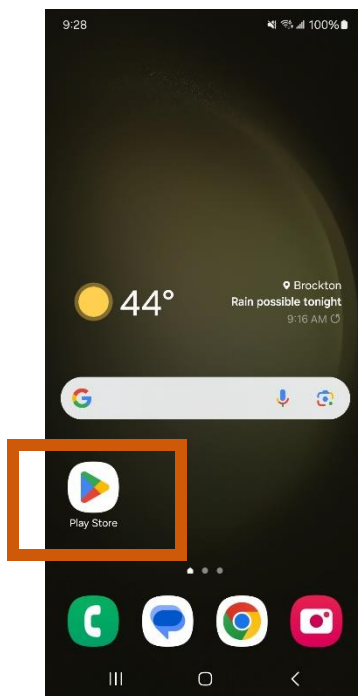 9:28 100%
44°
Brockton
Rain possible tonight
9:16 AM
Play Store